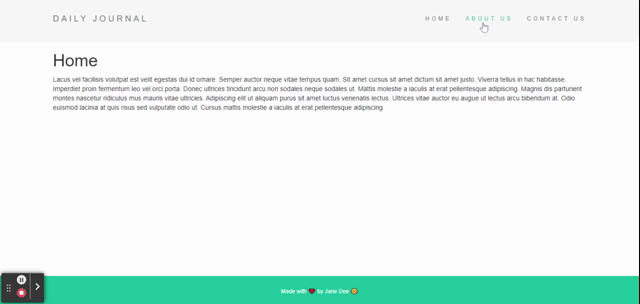 DAILY JOURNAL
HOME ABOUT US CONTACT US
Home
Lacus vel facilisis volutpat est velit egestas dui id ornare. Semper auctor neque vitae tempus quam. Sit amet cursus sit amet dictum sit amet justo. Viverra tellus in hac habitasse.
Imperdiet proin fermentum leo vel orci porta. Donec ultrices tincidunt arcu non sodales neque sodales ut. Mattis molestie a iaculis at erat pellentesque adipiscing. Magnis dis parturient
montes nascetur ridiculus mus mauris vitae ultricies. Adipiscing elit ut aliquam purus sit amet luctus venenatis lectus. Ultrices vitae auctor eu augue ut lectus arcu bibendum at. Odio
euismod lacinia at quis risus sed vulputate odio ut. Cursus mattis molestie a iaculis at erat pellentesque adipiscing.
Made with ❤ by Jane Doe